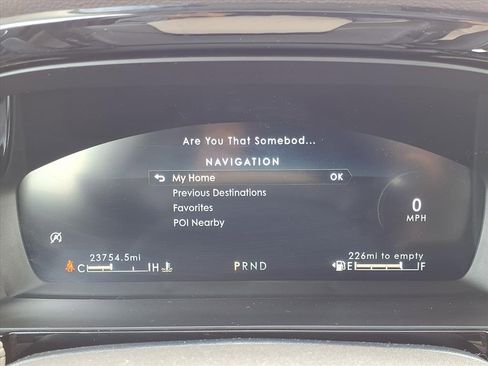 Are You That Somebod...
NAVIGATION
My Home OK
Previous Destinations
Favorites
POI Nearby
0
MPH
23754.5mi
PRND
226mi to empty
C H
E F